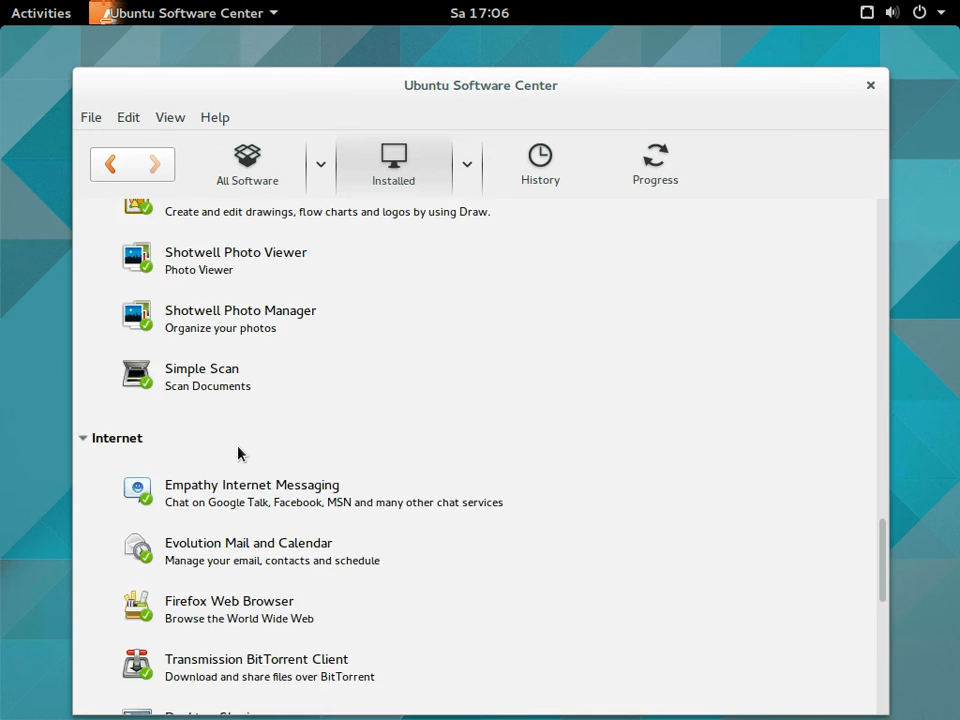 Activities
Ubuntu Software Center
Sa 17:06
Ubuntu Software Center
File Edit View Help
All Software
Installed
History
Progress
Create and edit drawings, flow charts and logos by using Draw.
Shotwell Photo Viewer
Photo Viewer
Shotwell Photo Manager
Organize your photos
Simple Scan
Scan Documents
Internet
Empathy Internet Messaging
Chat on Google Talk, Facebook, MSN and many other chat services
Evolution Mail and Calendar
Manage your email, contacts and schedule
Firefox Web Browser
Browse the World Wide Web
Transmission BitTorrent Client
Download and share files over BitTorrent